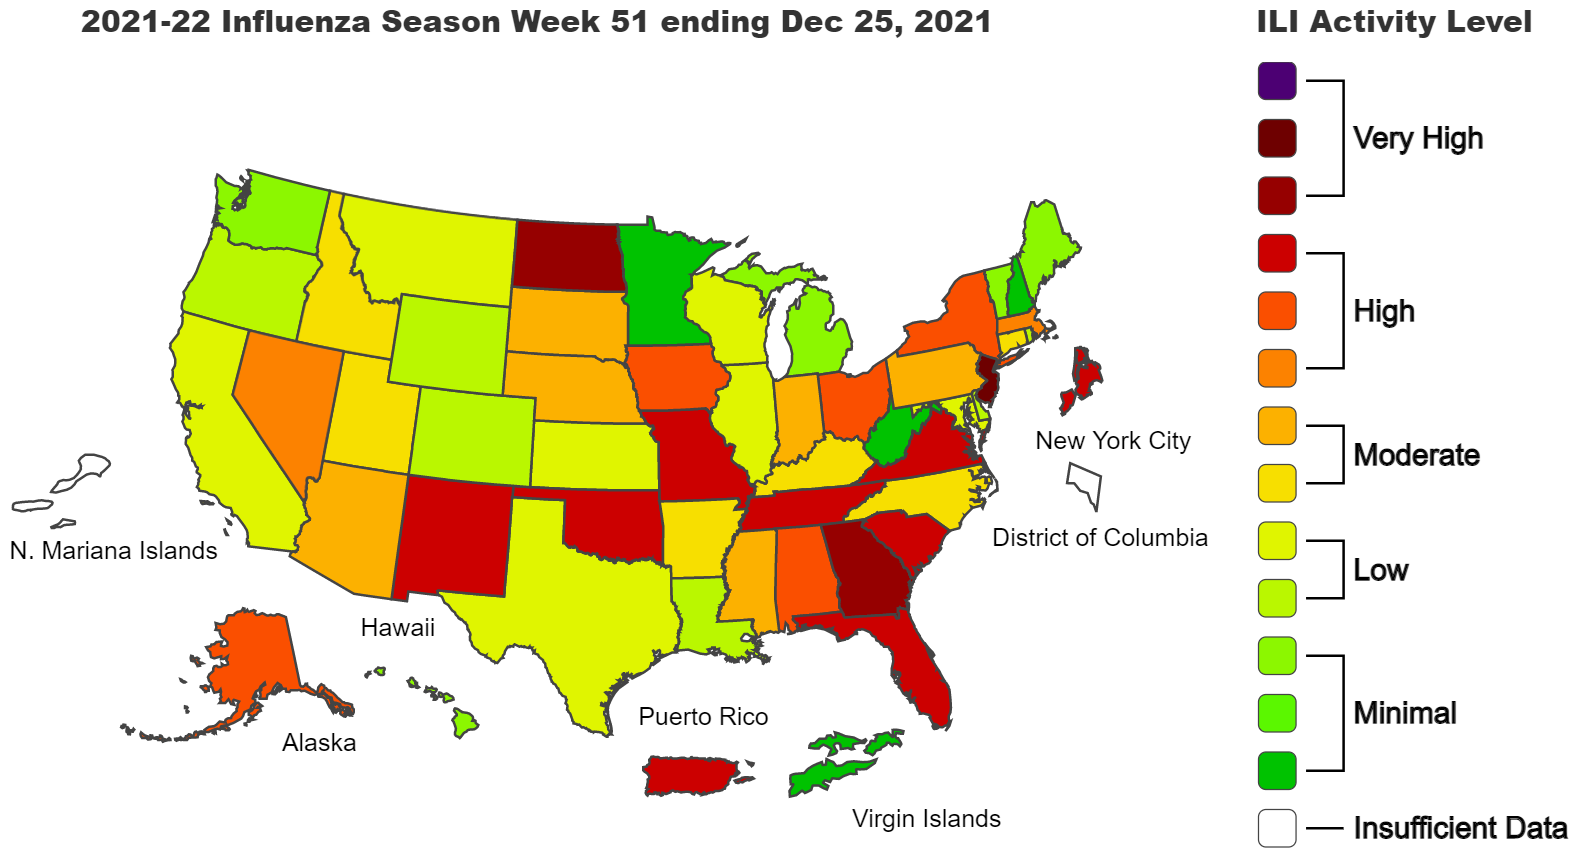 2021-22 Influenza Season Week 51 ending Dec 25, 2021
ILI Activity Level
Very High
High
Moderate
Low
Minimal
Insufficient Data
New York City
District of Columbia
N. Mariana Islands
Hawaii
Alaska
Puerto Rico
Virgin Islands